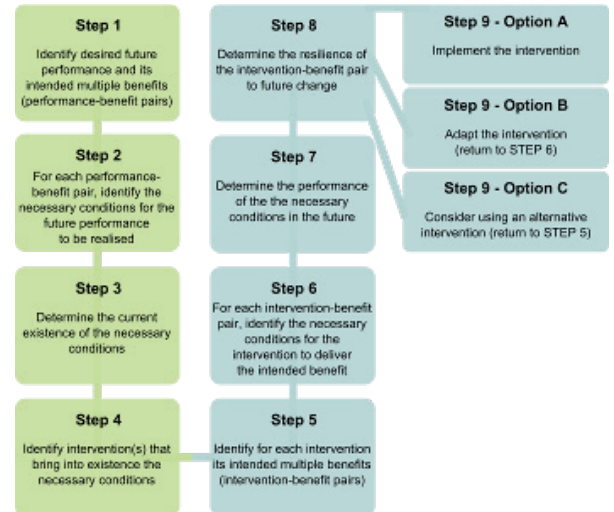 Step 1
Identify desired future
performance and its
intended multiple benefits
(performance-benefit pairs)
Step 2
For each performance-
benefit pair, identify the
necessary conditions for the
future performance
to be realised
Step 3
Determine the current
existence of the necessary
conditions
Step 4
Identify intervention(s) that
bring into existence the
necessary conditions
Step 5
Identify for each intervention
its intended multiple benefits
(intervention-benefit pairs)
Step 6
For each intervention-benefit
pair, identify the necessary
conditions for the
intervention to deliver
the intended benefit
Step 7
Determine the performance
of the the necessary
conditions in the future
Step 8
Determine the resilience of
the intervention-benefit pair
to future change
Step 9 - Option A
Implement the intervention
Step 9 - Option B
Adapt the intervention
(return to STEP 6)
Step 9 - Option C
Consider using an alternative
intervention (return to STEP 5)